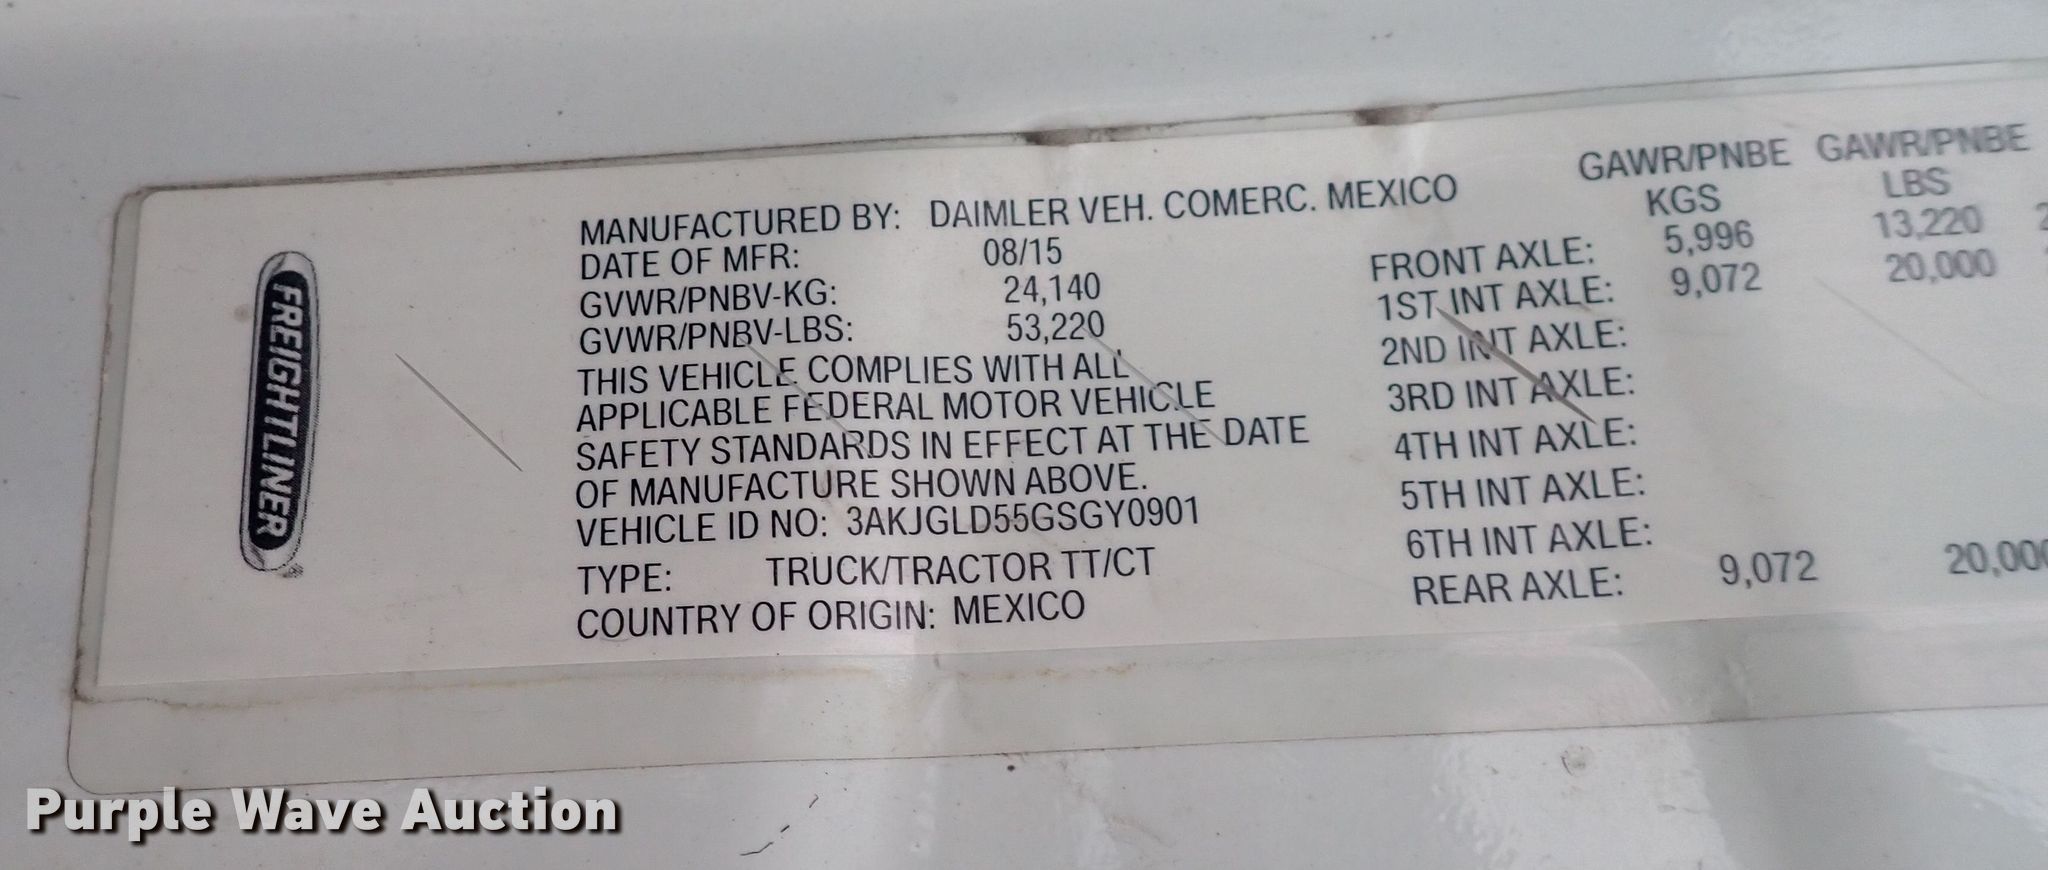 FREIGHTLINER
MANUFACTURED BY: DAIMLER VEH. COMERC. MEXICO
DATE OF MFR: 08/15
GVWR/PNBV-KG: 24,140
GVWR/PNBV-LBS: 53,220
THIS VEHICLE COMPLIES WITH ALL
APPLICABLE FEDERAL MOTOR VEHICLE
SAFETY STANDARDS IN EFFECT AT THE DATE
OF MANUFACTURE SHOWN ABOVE.
VEHICLE ID NO: 3AKJGLD55GSGY0901
TYPE: TRUCK/TRACTOR TT/CT
COUNTRY OF ORIGIN: MEXICO
GAWR/PNBE GAWR/PNBE
KGS LBS
FRONT AXLE: 5,996 13,220
1ST INT AXLE: 9,072 20,000
2ND INT AXLE:
3RD INT AXLE:
4TH INT AXLE:
5TH INT AXLE:
6TH INT AXLE:
REAR AXLE: 9,072 20,000
Purple Wave Auction